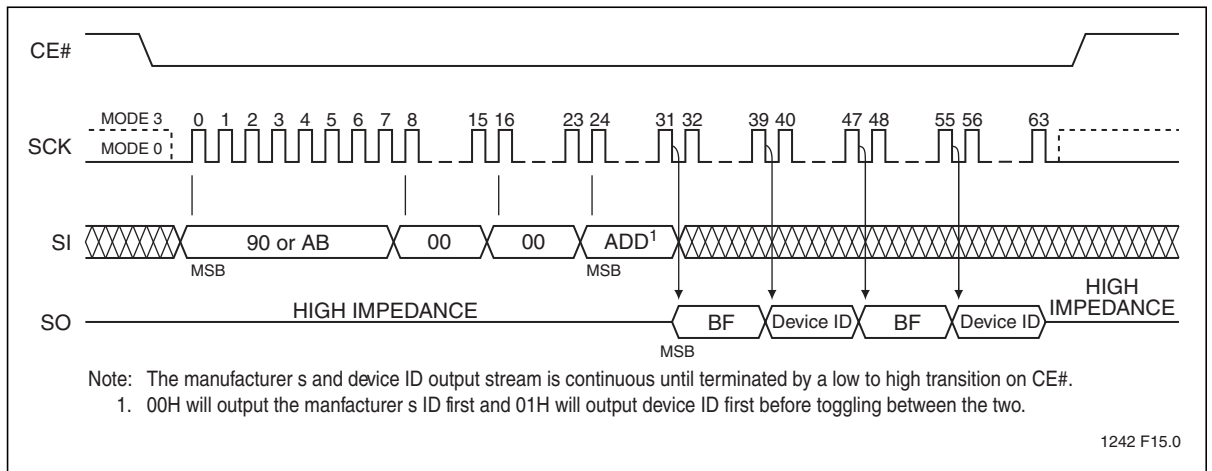 CE#
MODE 3
MODE 0
SCK
0 1 2 3 4 5 6 7 8 15 16 23 24 31 32 39 40 47 48 55 56 63
SI
90 or AB 00 00 ADD1
MSB MSB
HIGH IMPEDANCE
HIGH IMPEDANCE
SO
BF Device ID BF Device ID
MSB
Note: The manufacturer s and device ID output stream is continuous until terminated by a low to high transition on CE#.
1. 00H will output the manfacturer s ID first and 01H will output device ID first before toggling between the two.
1242 F15.0